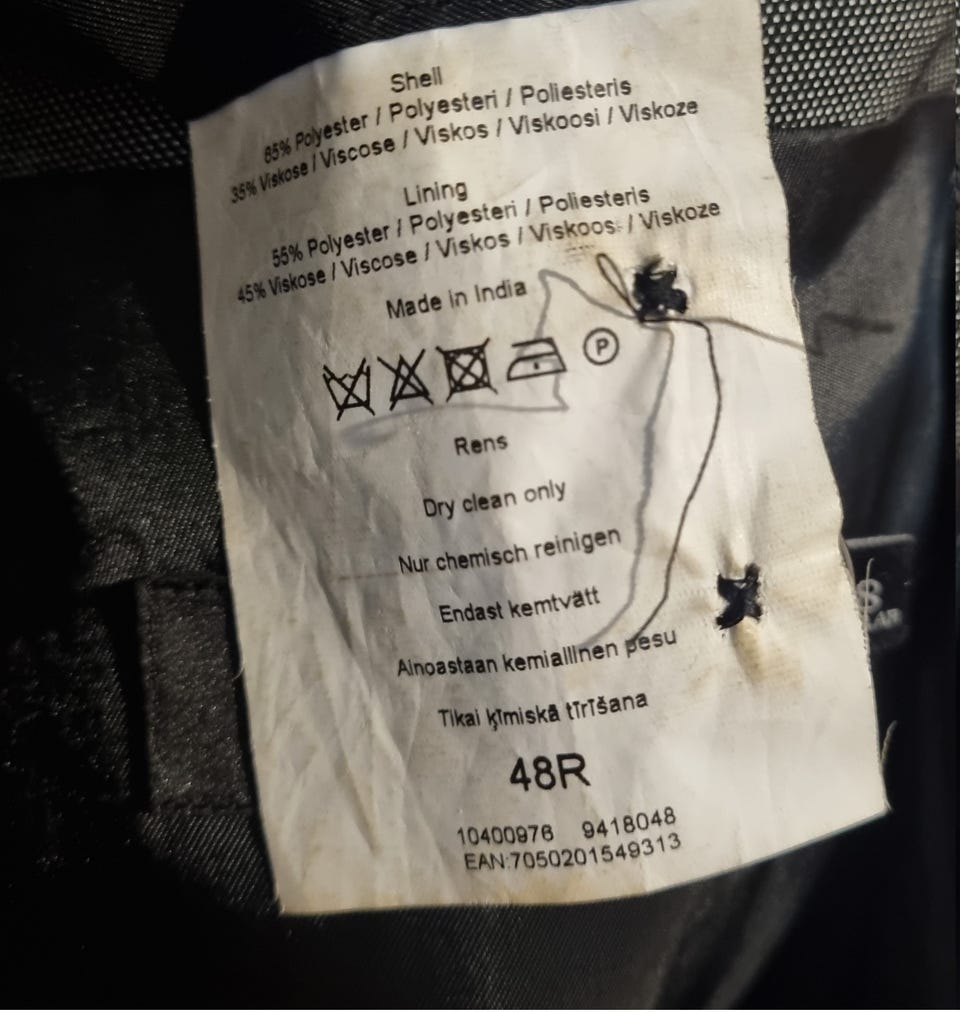 Shell
65% Polyester / Polyesteri / Poliesteris
35% Viskose / Viscose / Viskos / Viskoosi / Viskoze
Lining
55% Polyester / Polyesteri / Poliesteris
45% Viskose / Viscose / Viskos / Viskoosi / Viskoze
Made in India
P
Rens
Dry clean only
Nur chemisch reinigen
Endast kemtvätt
Ainoastaan kemiallinen pesu
Tikai ķīmiskā tīrīšana
48R
10400976 9418048
EAN:7050201549313